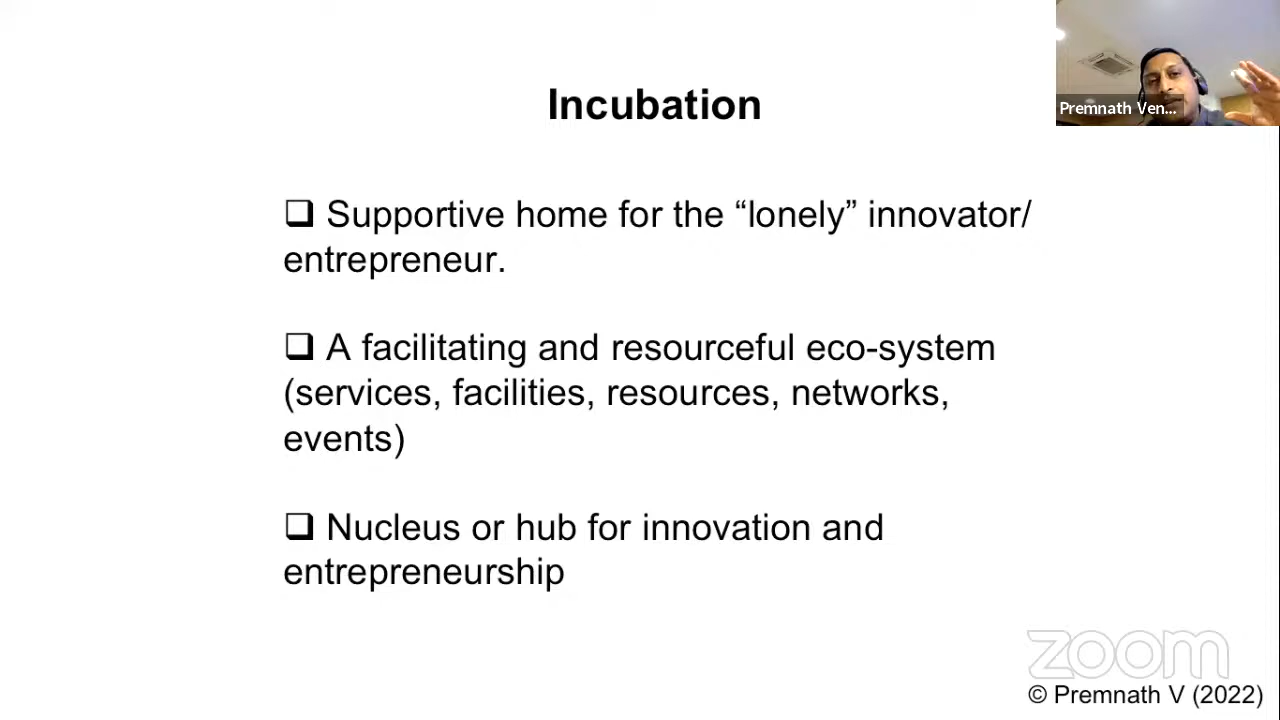 Incubation
Premnath Ven...
❑ Supportive home for the “lonely” innovator/
entrepreneur.
❑ A facilitating and resourceful eco-system
(services, facilities, resources, networks,
events)
❑ Nucleus or hub for innovation and
entrepreneurship
zoom
© Premnath V (2022)